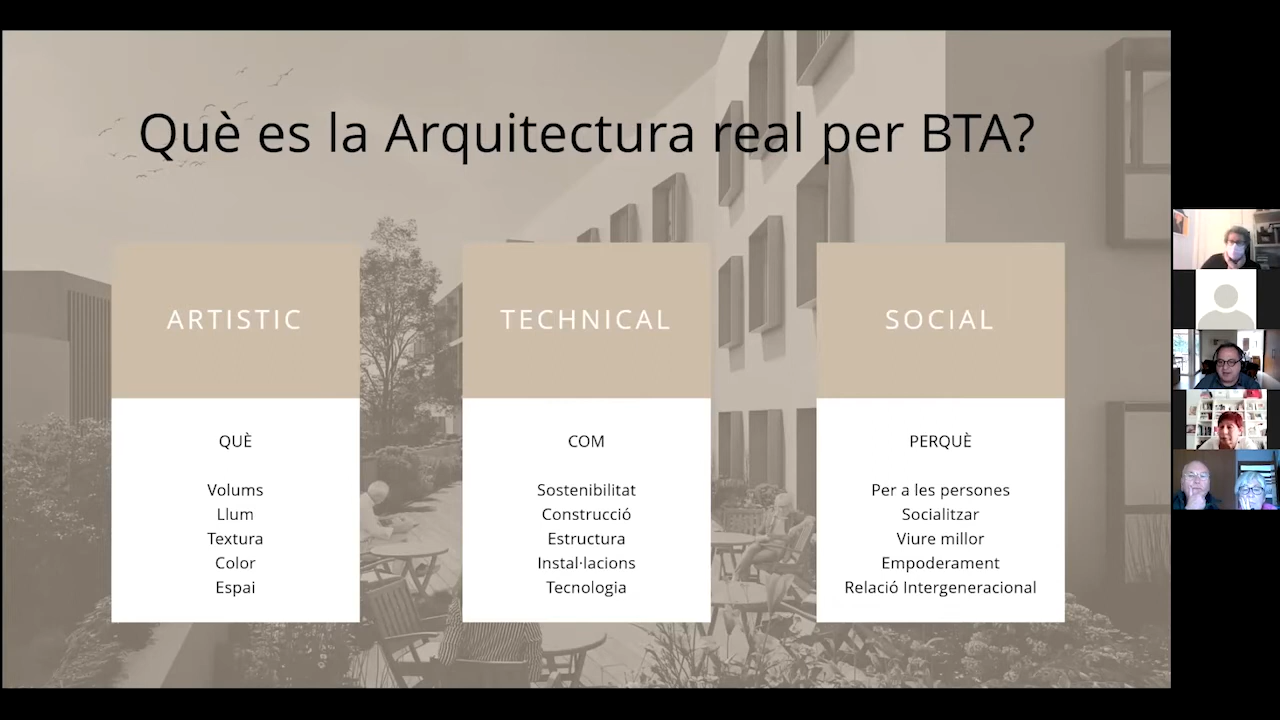 Què es la Arquitectura real per BTA?
ARTISTIC
QUÈ
Volums
Llum
Textura
Color
Espai
TECHNICAL
COM
Sostenibilitat
Construcció
Estructura
Instal·lacions
Tecnologia
SOCIAL
PERQUÈ
Per a les persones
Socialitzar
Viure millor
Empoderament
Relació Intergeneracional